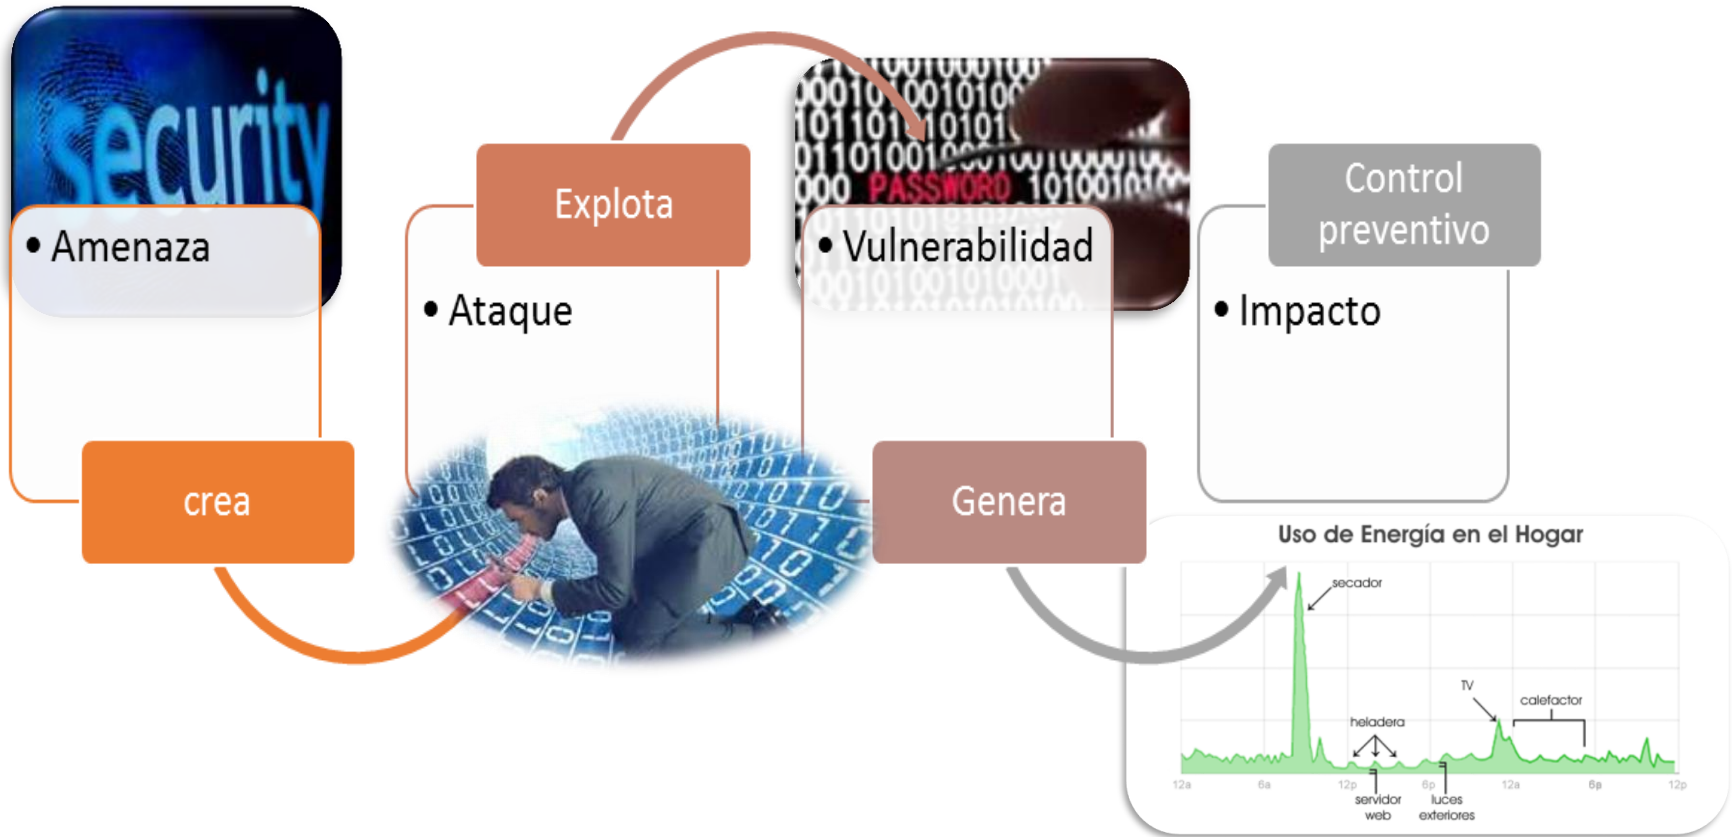 security
• Amenaza
crea
Explota
• Ataque
PASSWORD
• Vulnerabilidad
Genera
Control
preventivo
• Impacto
Uso de Energía en el Hogar
secador
TV
calefactor
heladera
servidor
web
luces
exteriores
12a 6a 12p 6p 12a 6p 12p